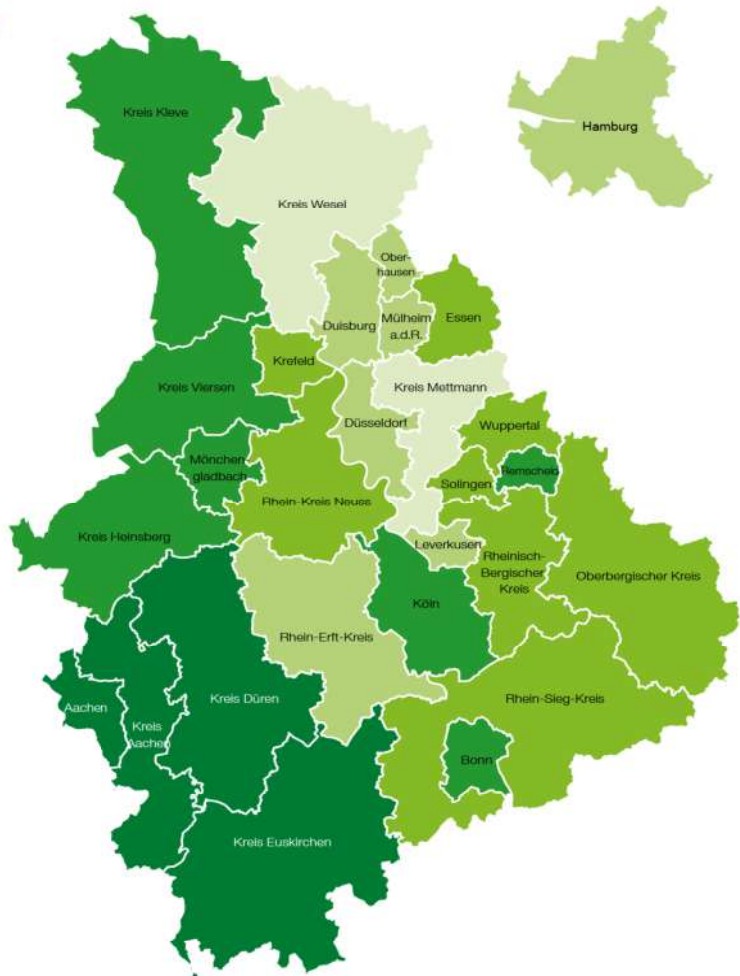 Kreis Kleve
Hamburg
Kreis Wesel
Ober-
hausen
Duisburg
Mülheim
a.d.R.
Essen
Krefeld
Kreis Viersen
Kreis Mettmann
Düsseldorf
Wuppertal
Mönchen
gladbach
Remscheid
Solingen
Rhein-Kreis Neuss
Kreis Heinsberg
Leverkusen
Rheinisch-
Bergischer
Kreis
Oberbergischer Kreis
Köln
Rhein-Erft-Kreis
Kreis Düren
Rhein-Sieg-Kreis
Aachen
Kreis
Aachen
Bonn
Kreis Euskirchen